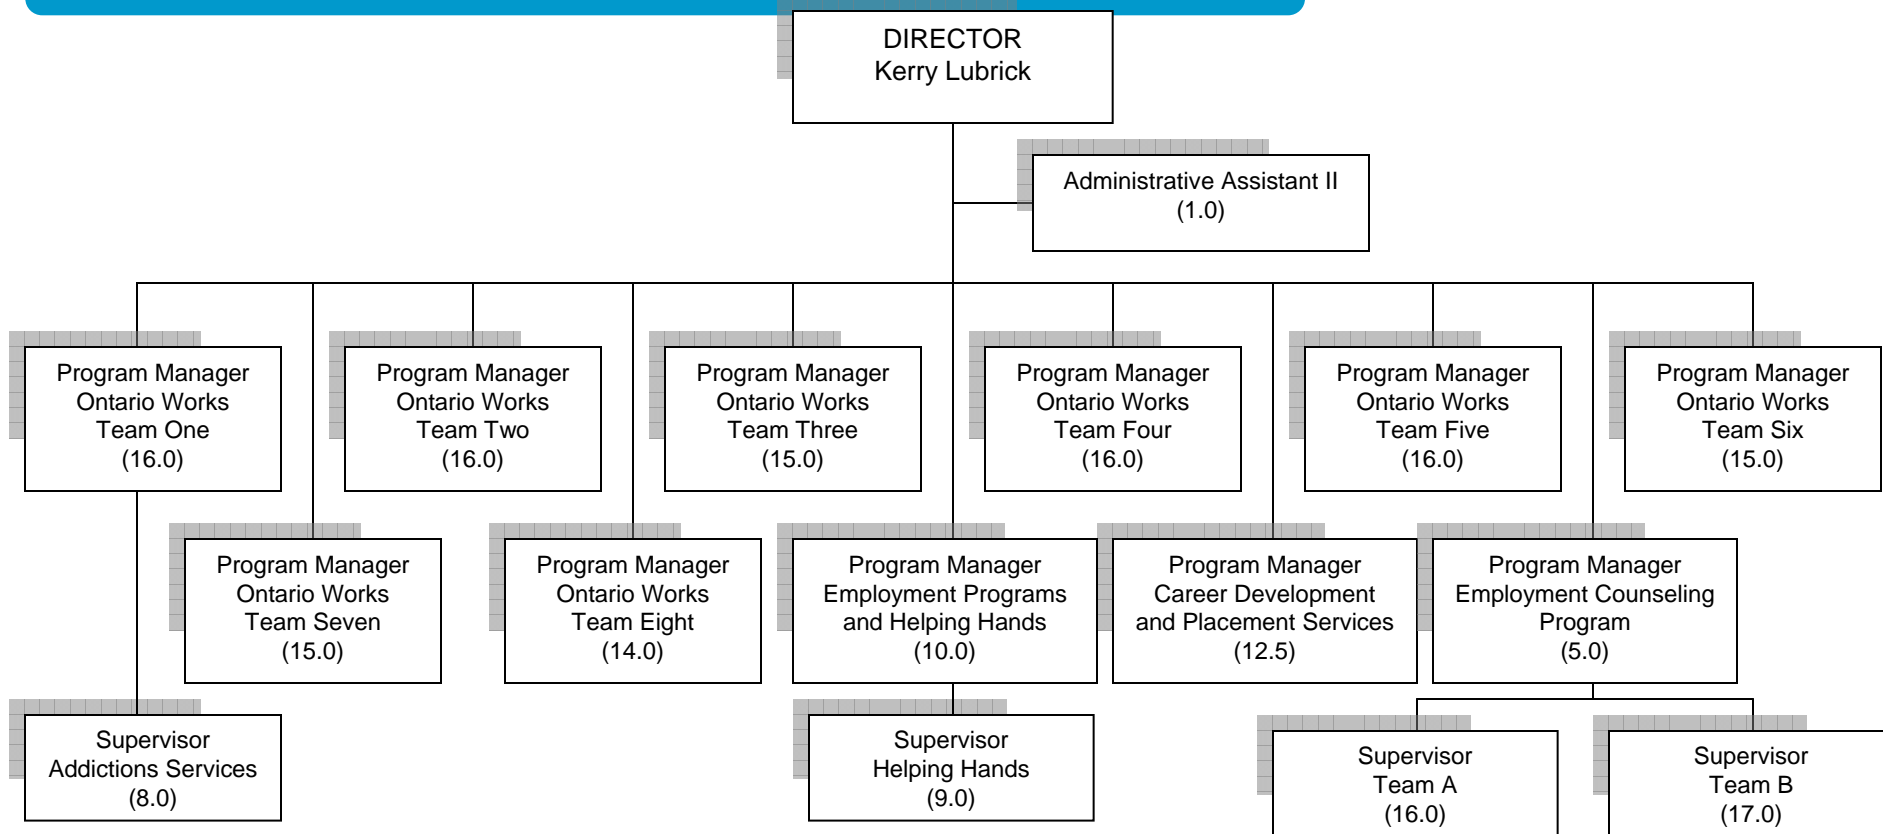 DIRECTOR
Kerry Lubrick
Administrative Assistant II
(1.0)
Program Manager
Ontario Works
Team One
(16.0)
Program Manager
Ontario Works
Team Two
(16.0)
Program Manager
Ontario Works
Team Three
(15.0)
Program Manager
Ontario Works
Team Four
(16.0)
Program Manager
Ontario Works
Team Five
(16.0)
Program Manager
Ontario Works
Team Six
(15.0)
Program Manager
Ontario Works
Team Seven
(15.0)
Program Manager
Ontario Works
Team Eight
(14.0)
Program Manager
Employment Programs
and Helping Hands
(10.0)
Program Manager
Career Development
and Placement Services
(12.5)
Program Manager
Employment Counseling
Program
(5.0)
Supervisor
Addictions Services
(8.0)
Supervisor
Helping Hands
(9.0)
Supervisor
Team A
(16.0)
Supervisor
Team B
(17.0)